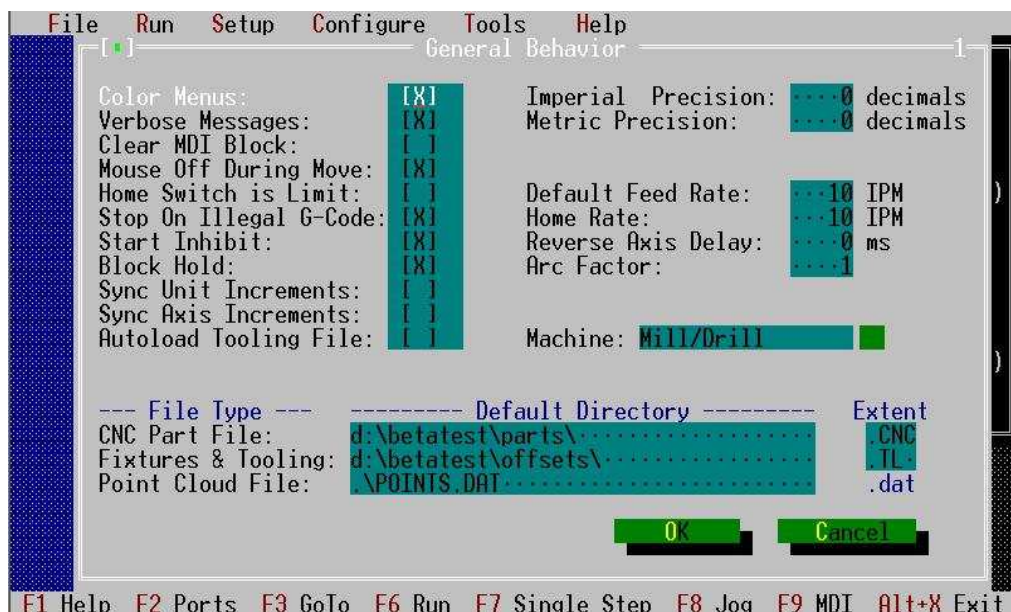 File Run Setup Configure Tools Help
[▪] General Behavior 1
Color Menus: [X] Imperial Precision: ····0 decimals
Verbose Messages: [X] Metric Precision: ····0 decimals
Clear MDI Block: [ ]
Mouse Off During Move: [X]
Home Switch is Limit: [ ] Default Feed Rate: ···10 IPM )
Stop On Illegal G-Code: [X] Home Rate: ···10 IPM
Start Inhibit: [X] Reverse Axis Delay: ····0 ms
Block Hold: [X] Arc Factor: ····1
Sync Unit Increments: [ ]
Sync Axis Increments: [ ]
Autoload Tooling File: [ ] Machine: Mill/Drill
)
--- File Type --- --------- Default Directory --------- Extent
CNC Part File: d:\betatest\parts\ .CNC
Fixtures & Tooling: d:\betatest\offsets\ .TL·
Point Cloud File: .\POINTS.DAT .dat
OK Cancel
F1 Help F2 Ports F3 GoTo F6 Run F7 Single Step F8 Jog F9 MDI Alt+X Exit